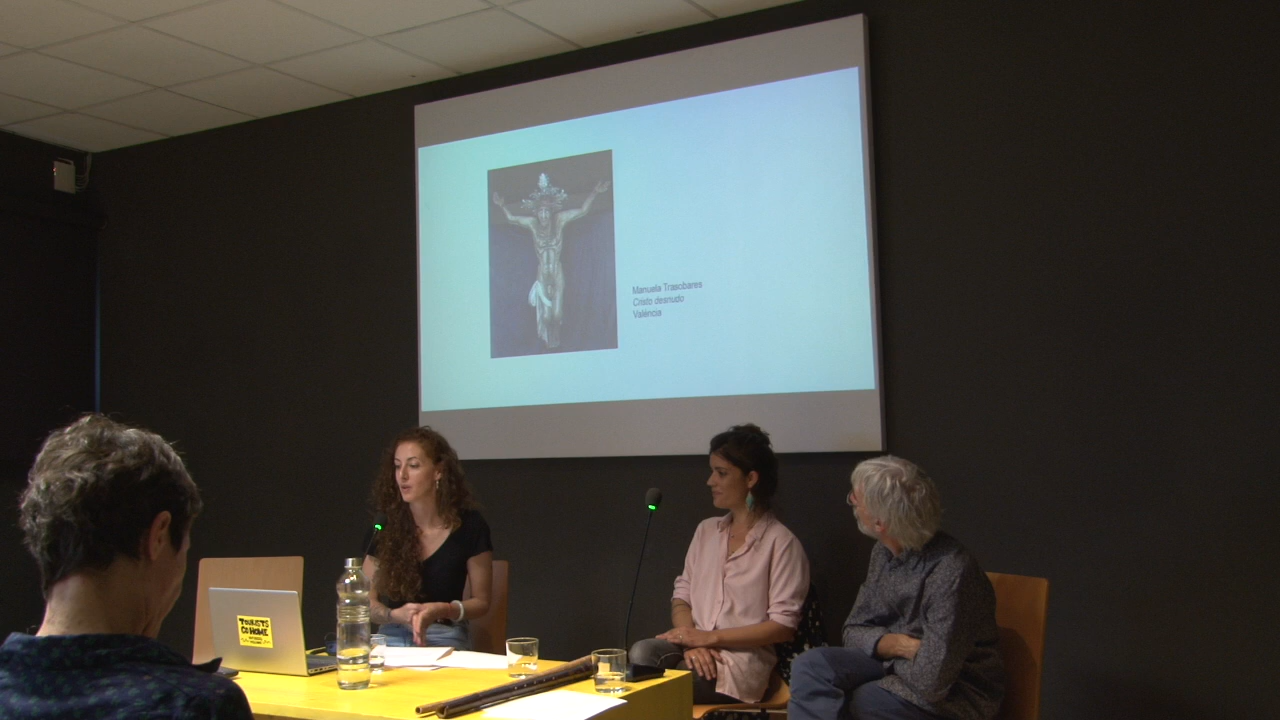 Manuela Trasobares
Cristo desnudo
València
TOURISTS
GO HOME